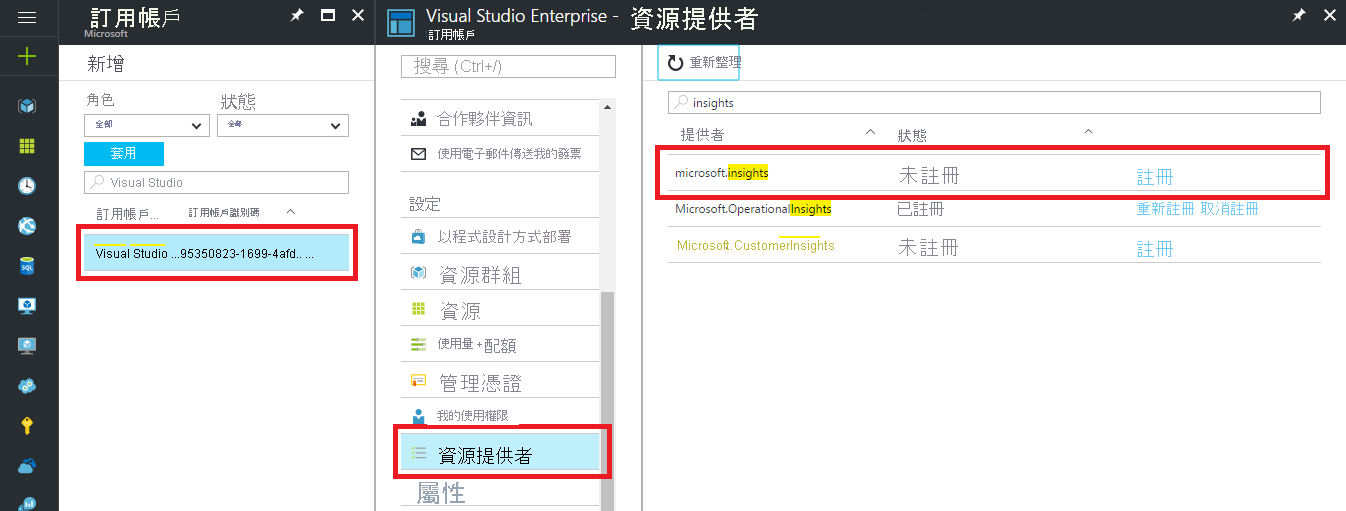 訂用帳戶
Microsoft
新增
角色 狀態
全部 全部
套用
Visual Studio
訂用帳戶... 訂用帳戶識別碼
Visual Studio ...95350823-1699-4afd.. ...
Visual Studio Enterprise - 資源提供者
訂用帳戶
搜尋 (Ctrl+/)
合作夥伴資訊
使用電子郵件傳送我的發票
設定
以程式設計方式部署
資源群組
資源
使用量 + 配額
管理憑證
我的使用權限
資源提供者
屬性
重新整理
insights
提供者 狀態
microsoft.insights 未註冊 註冊
Microsoft.OperationalInsights 已註冊 重新註冊 取消註冊
Microsoft.CustomerInsights 未註冊 註冊